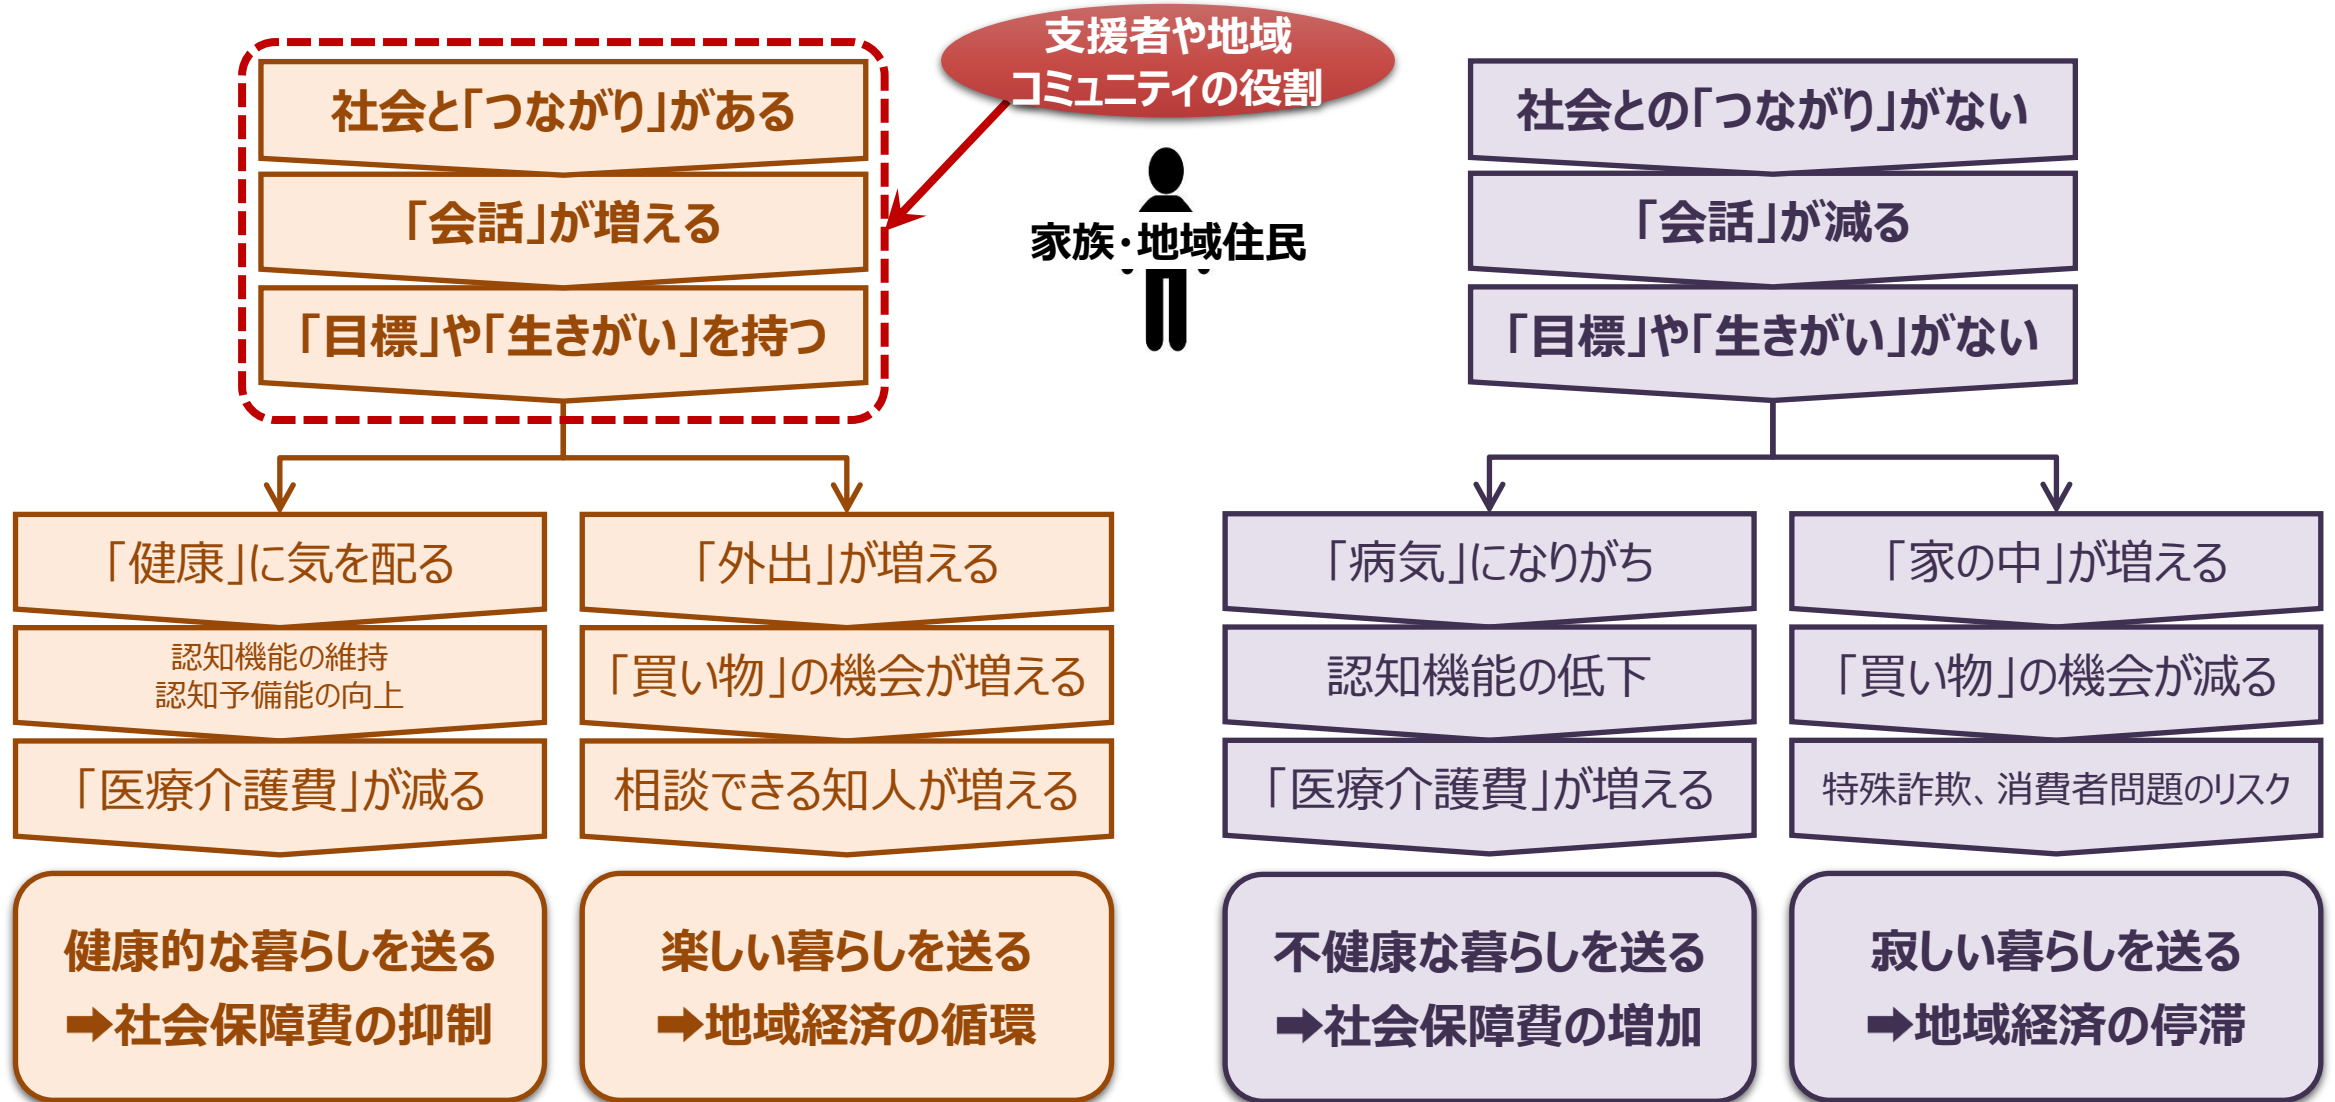 支援者や地域
コミュニティの役割
社会と「つながり」がある
「会話」が増える
「目標」や「生きがい」を持つ
家族・地域住民
社会との「つながり」がない
「会話」が減る
「目標」や「生きがい」がない
「健康」に気を配る
認知機能の維持
認知予備能の向上
「医療介護費」が減る
健康的な暮らしを送る
➡社会保障費の抑制
「外出」が増える
「買い物」の機会が増える
相談できる知人が増える
楽しい暮らしを送る
➡地域経済の循環
「病気」になりがち
認知機能の低下
「医療介護費」が増える
不健康な暮らしを送る
➡社会保障費の増加
「家の中」が増える
「買い物」の機会が減る
特殊詐欺、消費者問題のリスク
寂しい暮らしを送る
➡地域経済の停滞